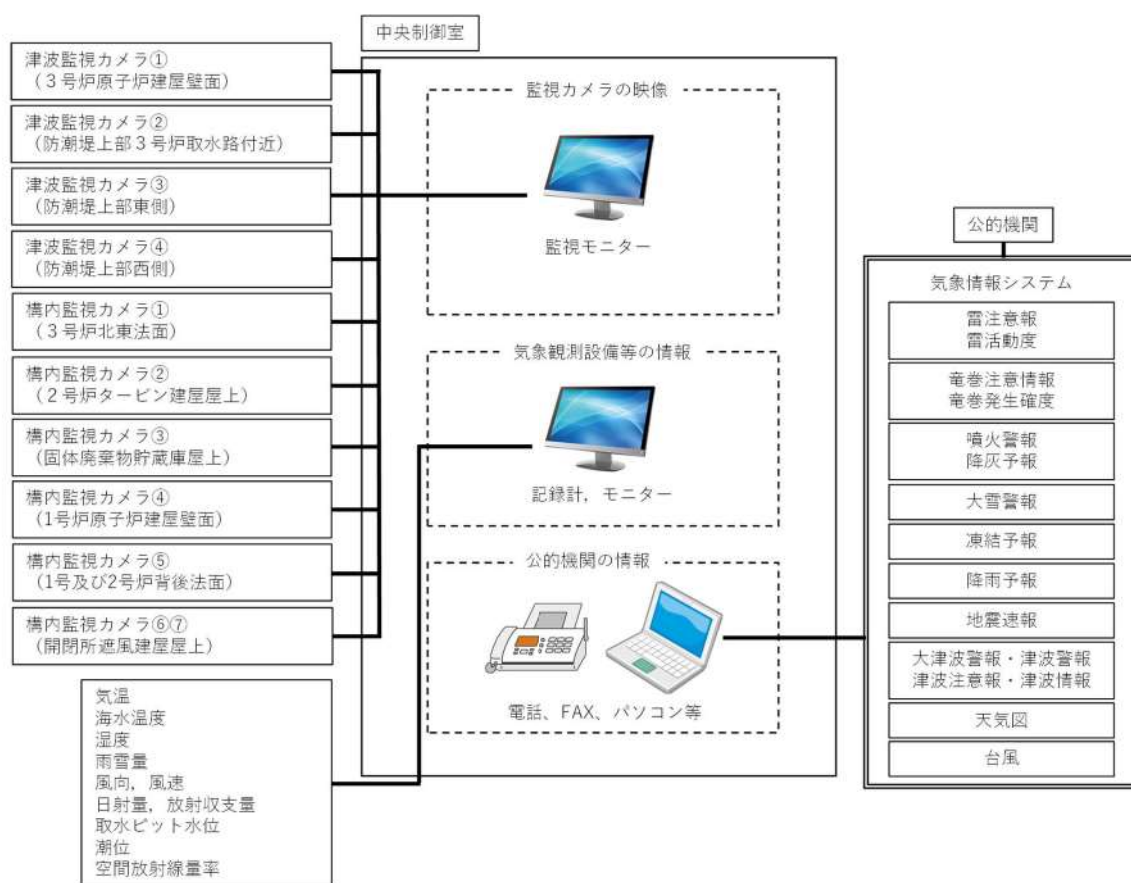 中央制御室
津波監視カメラ①
（３号炉原子炉建屋壁面）
津波監視カメラ②
（防潮堤上部３号炉取水路付近）
津波監視カメラ③
（防潮堤上部東側）
津波監視カメラ④
（防潮堤上部西側）
構内監視カメラ①
（３号炉北東法面）
構内監視カメラ②
（２号炉タービン建屋屋上）
構内監視カメラ③
（固体廃棄物貯蔵庫屋上）
構内監視カメラ④
（1号炉原子炉建屋壁面）
構内監視カメラ⑤
（1号及び2号炉背後法面）
構内監視カメラ⑥⑦
（開閉所遮風建屋屋上）
気温
海水温度
湿度
雨雪量
風向，風速
日射量，放射収支量
取水ピット水位
潮位
空間放射線量率
監視カメラの映像
監視モニター
気象観測設備等の情報
記録計，モニター
公的機関の情報
電話、FAX、パソコン等
公的機関
気象情報システム
雷注意報
雷活動度
竜巻注意情報
竜巻発生確度
噴火警報
降灰予報
大雪警報
凍結予報
降雨予報
地震速報
大津波警報・津波警報
津波注意報・津波情報
天気図
台風